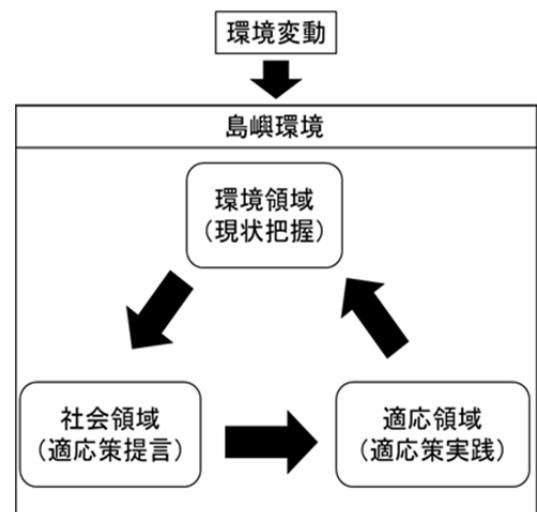 環境変動
島嶼環境
環境領域
（現状把握）
社会領域
（適応策提言）
適応領域
（適応策実践）